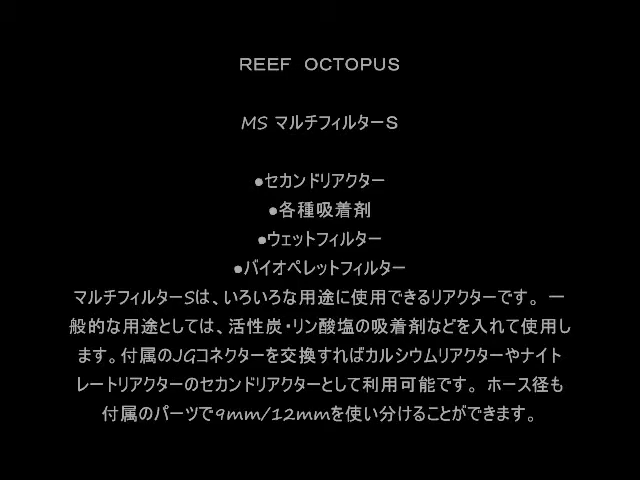 REEF OCTOPUS
MS マルチフィルターS
●セカンドリアクター
●各種吸着剤
●ウェットフィルター
●バイオペレットフィルター
マルチフィルターSは、いろいろな用途に使用できるリアクターです。一
般的な用途としては、活性炭・リン酸塩の吸着剤などを入れて使用し
ます。付属のJGコネクターを交換すればカルシウムリアクターやナイト
レートリアクターのセカンドリアクターとして利用可能です。ホース径も
付属のパーツで9mm/12mmを使い分けることができます。